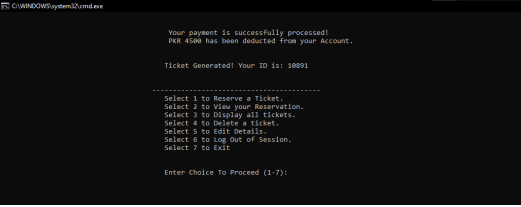 C:\WINDOWS\system32\cmd.exe
Your payment is successfully processed!
PKR 4500 has been deducted from your Account.
Ticket Generated! Your ID is: 10891
----------------------------------------
Select 1 to Reserve a Ticket.
Select 2 to View your Reservation.
Select 3 to Display all tickets.
Select 4 to Delete a ticket.
Select 5 to Edit Details.
Select 6 to Log Out of Session.
Select 7 to Exit
Enter Choice To Proceed (1-7):